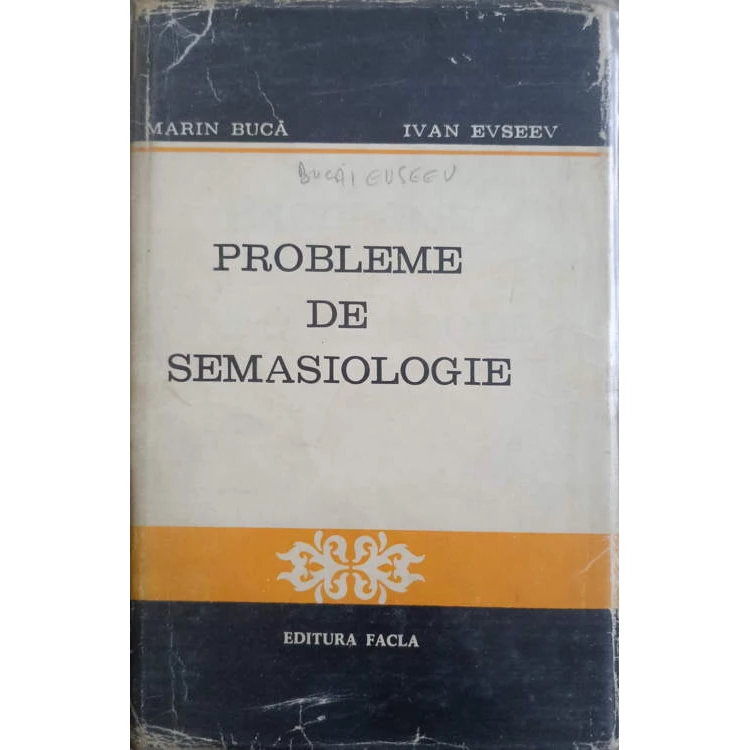 MARIN BUCĂ IVAN EVSEEV
BUCĂ I EVSEEV
PROBLEME
DE
SEMASIOLOGIE
EDITURA FACLA